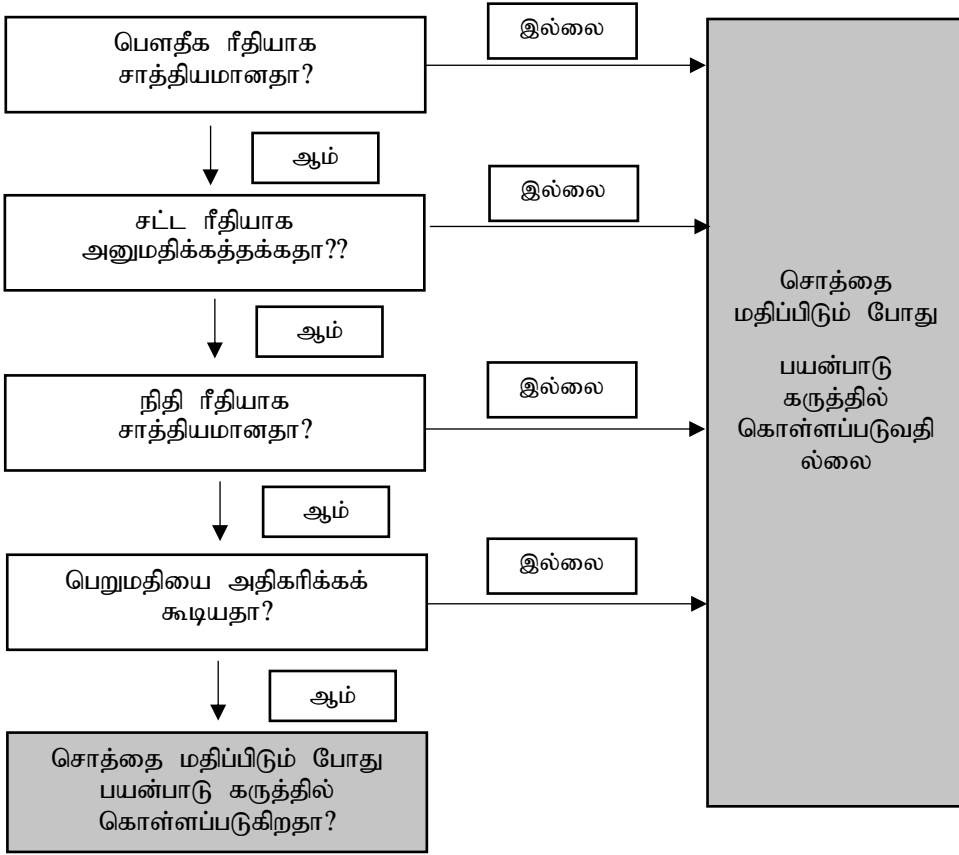 பௌதீக ரீதியாக
சாத்தியமானதா?
இல்லை
ஆம்
சட்ட ரீதியாக
அனுமதிக்கத்தக்கதா??
இல்லை
ஆம்
நிதி ரீதியாக
சாத்தியமானதா?
இல்லை
ஆம்
பெறுமதியை அதிகரிக்கக்
கூடியதா?
இல்லை
ஆம்
சொத்தை மதிப்பிடும் போது
பயன்பாடு கருத்தில்
கொள்ளப்படுகிறதா?
சொத்தை
மதிப்பிடும் போது
பயன்பாடு
கருத்தில்
கொள்ளப்படுவதி
ல்லை